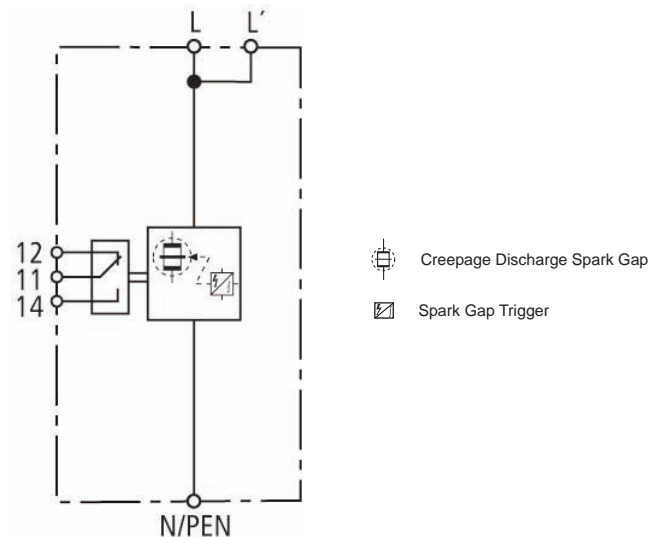 L L′
12
11
14
N/PEN
Creepage Discharge Spark Gap
Spark Gap Trigger